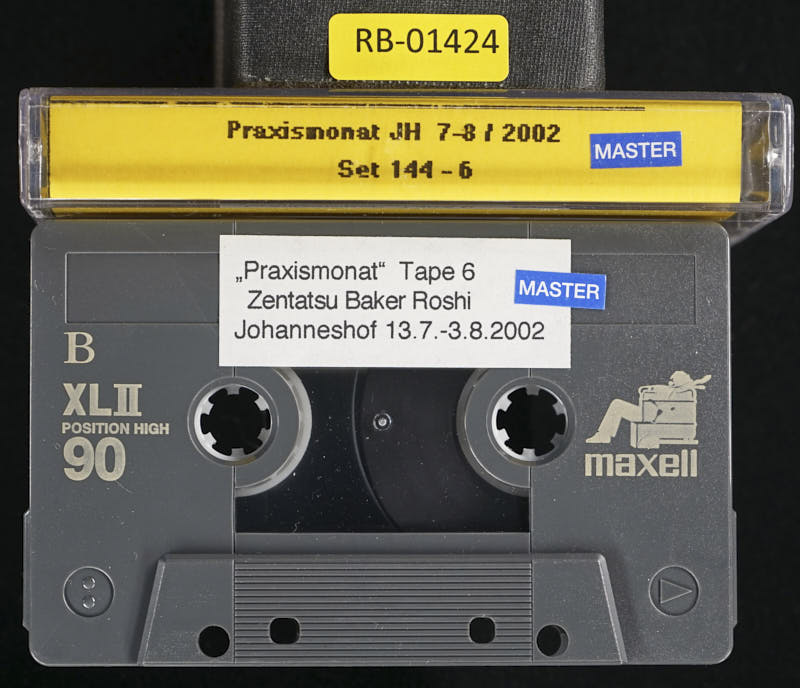 RB-01424
Praxismonat JH 7-8 / 2002
Set 144 - 6
MASTER
„Praxismonat“ Tape 6
Zentatsu Baker Roshi
Johanneshof 13.7.-3.8.2002
MASTER
B
XLII
POSITION HIGH
90
maxell